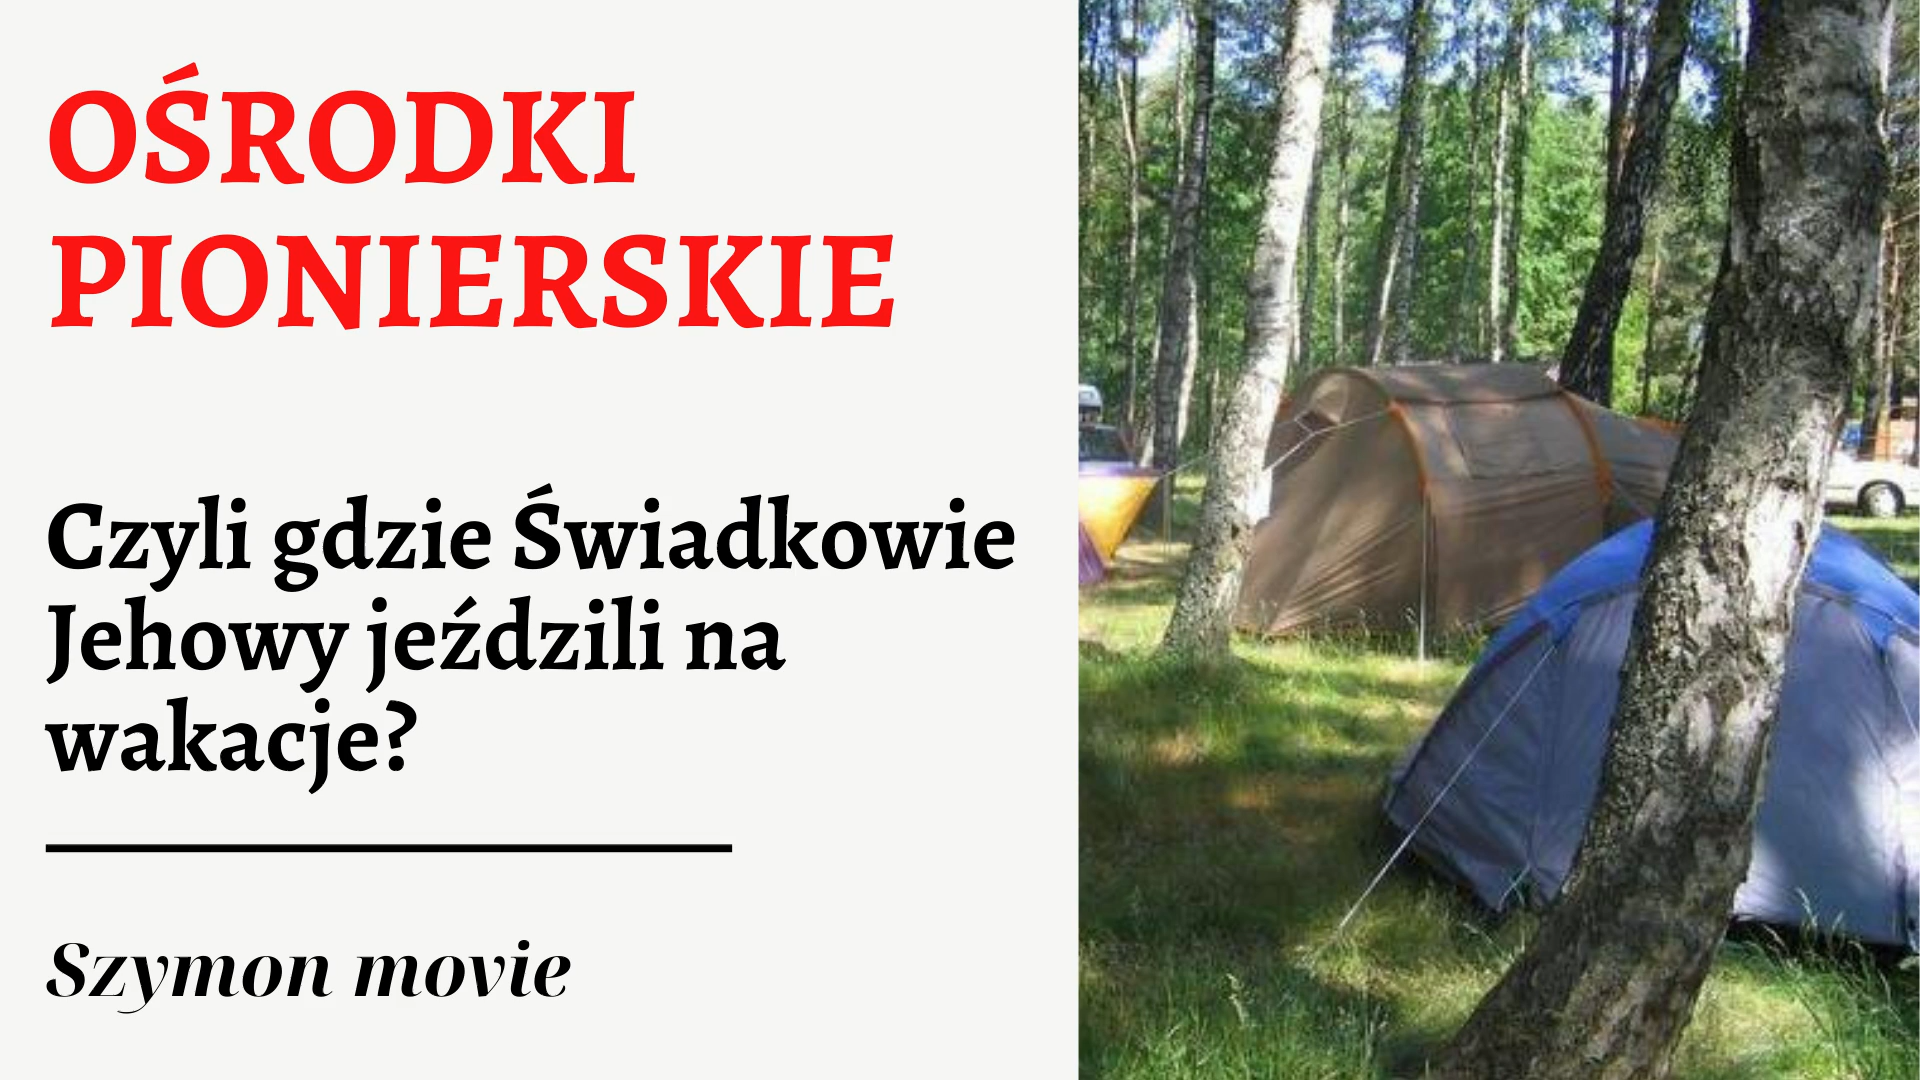 OŚRODKI
PIONIERSKIE
Czyli gdzie Świadkowie
Jehowy jeździli na
wakacje?
Szymon movie